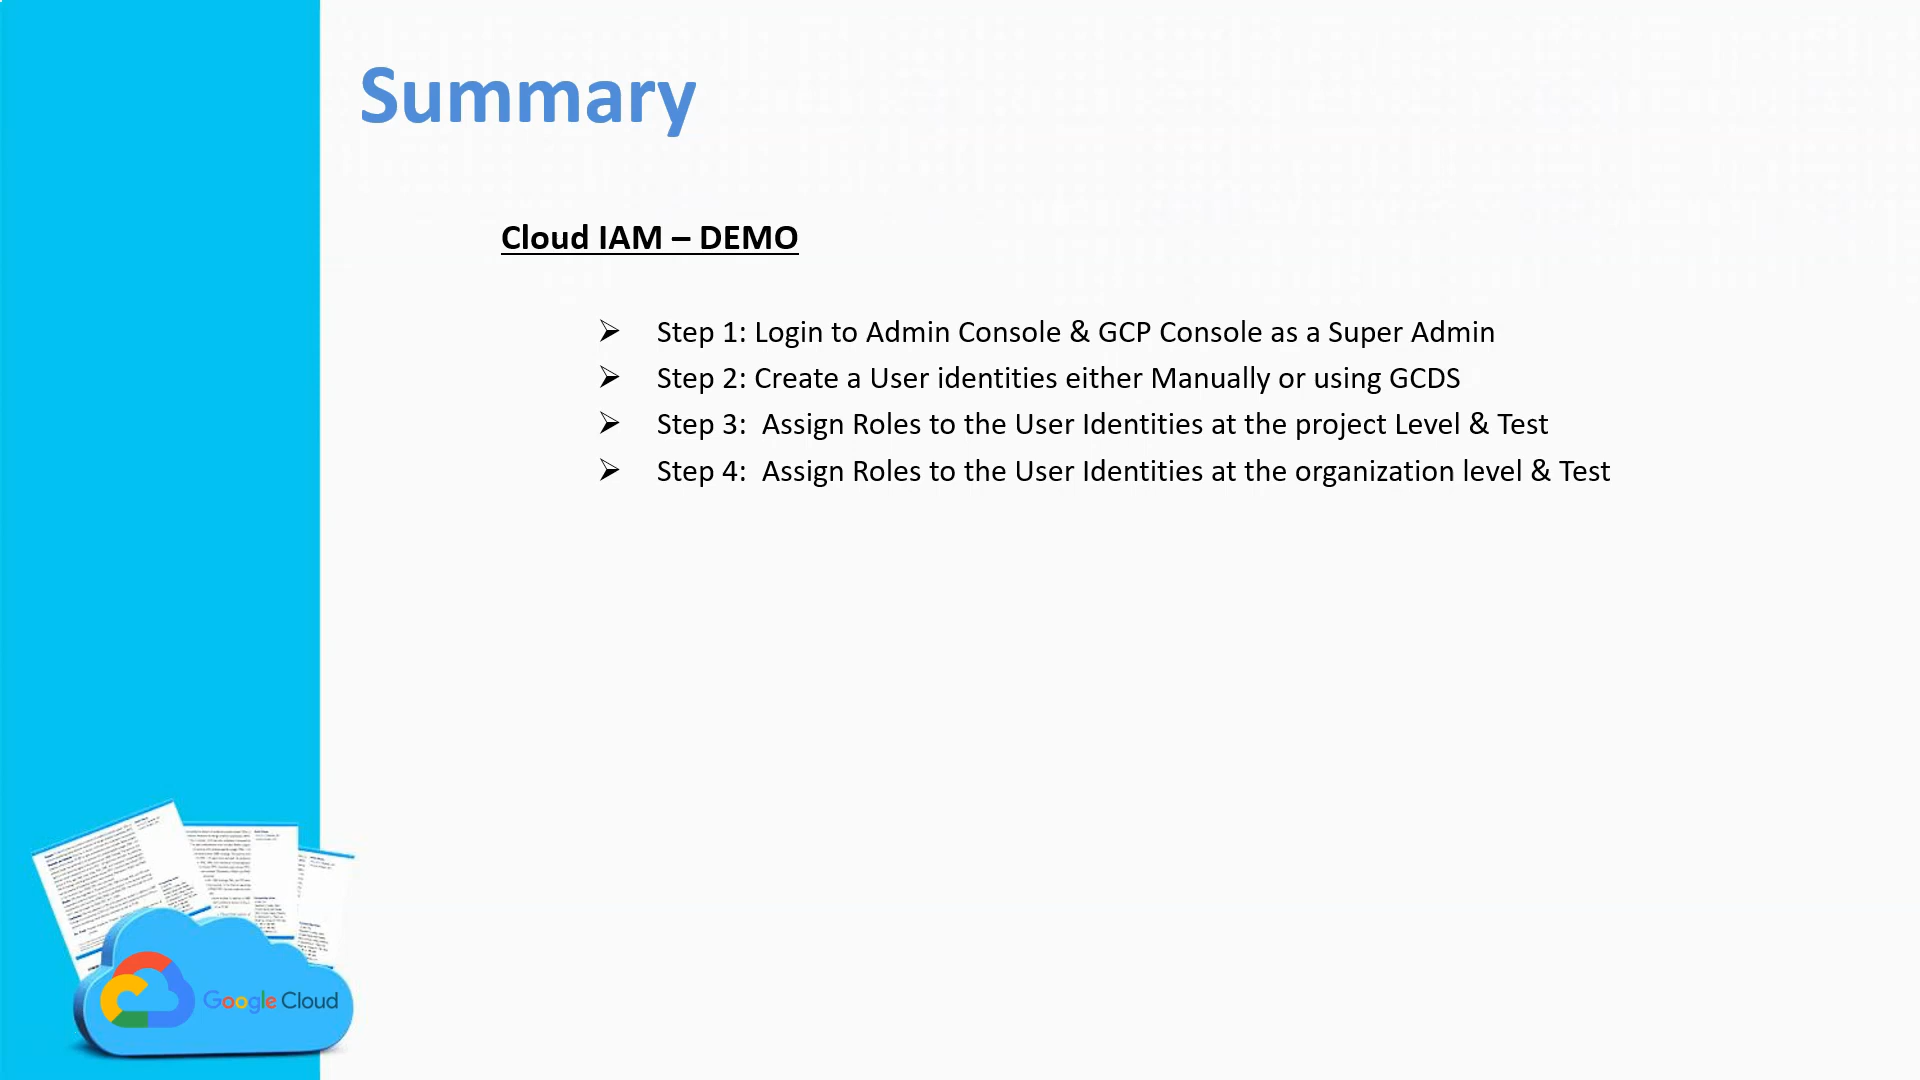 Summary
Cloud IAM – DEMO
➢ Step 1: Login to Admin Console & GCP Console as a Super Admin
➢ Step 2: Create a User identities either Manually or using GCDS
➢ Step 3:  Assign Roles to the User Identities at the project Level & Test
➢ Step 4:  Assign Roles to the User Identities at the organization level & Test
Google Cloud